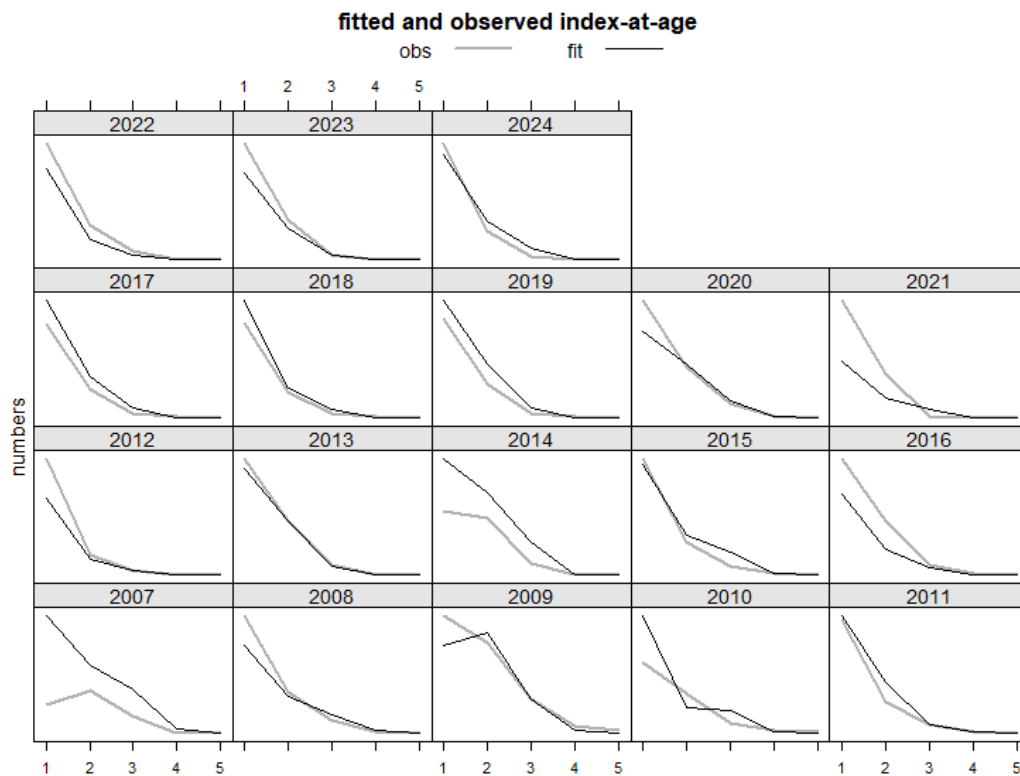 fitted and observed index-at-age
obs fit
1 2 3 4 5
2022 2023 2024
2017 2018 2019 2020 2021
2012 2013 2014 2015 2016
2007 2008 2009 2010 2011
numbers
1 2 3 4 5 1 2 3 4 5 1 2 3 4 5